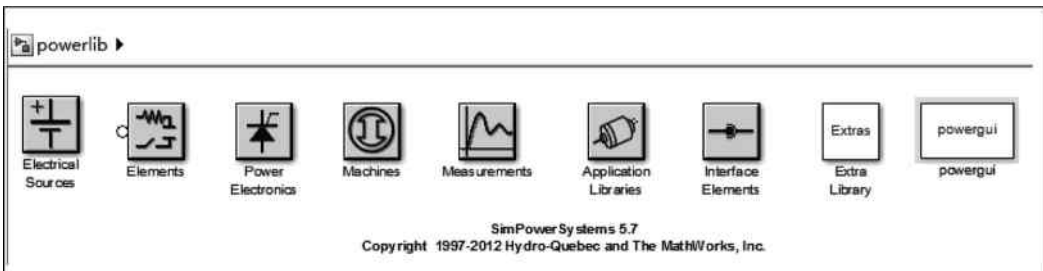 powerlib
Extras
powergui
Electrical
Sources
Elements
Power
Electronics
Machines
Measurements
Application
Libraries
Interface
Elements
Extra
Library
powergui
SimPowerSystems 5.7
Copyright 1997-2012 Hydro-Quebec and The MathWorks, Inc.